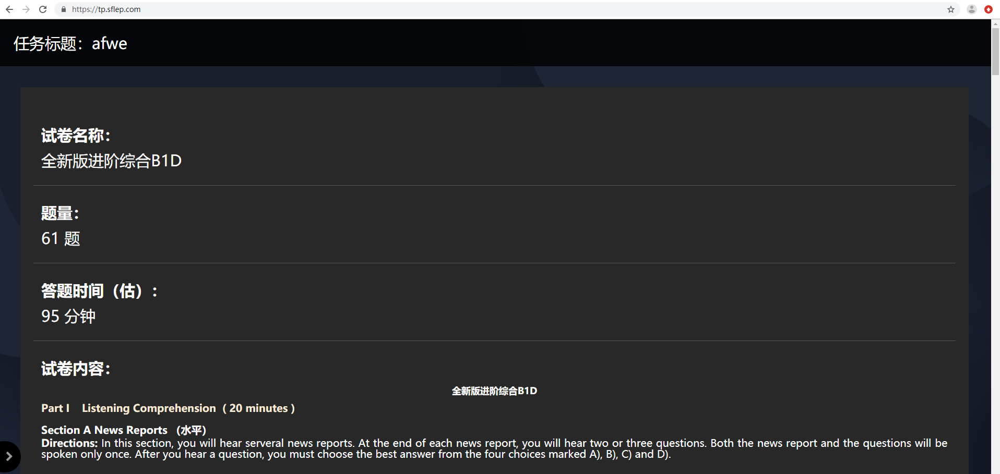 https://tp.sflep.com
任务标题：afwe
试卷名称：
全新版进阶综合B1D
题量：
61 题
答题时间（估）：
95 分钟
试卷内容：
全新版进阶综合B1D
Part I Listening Comprehension ( 20 minutes )
Section A News Reports （水平）
Directions: In this section, you will hear serveral news reports. At the end of each news report, you will hear two or three questions. Both the news report and the questions will be
spoken only once. After you hear a question, you must choose the best answer from the four choices marked A), B), C) and D).